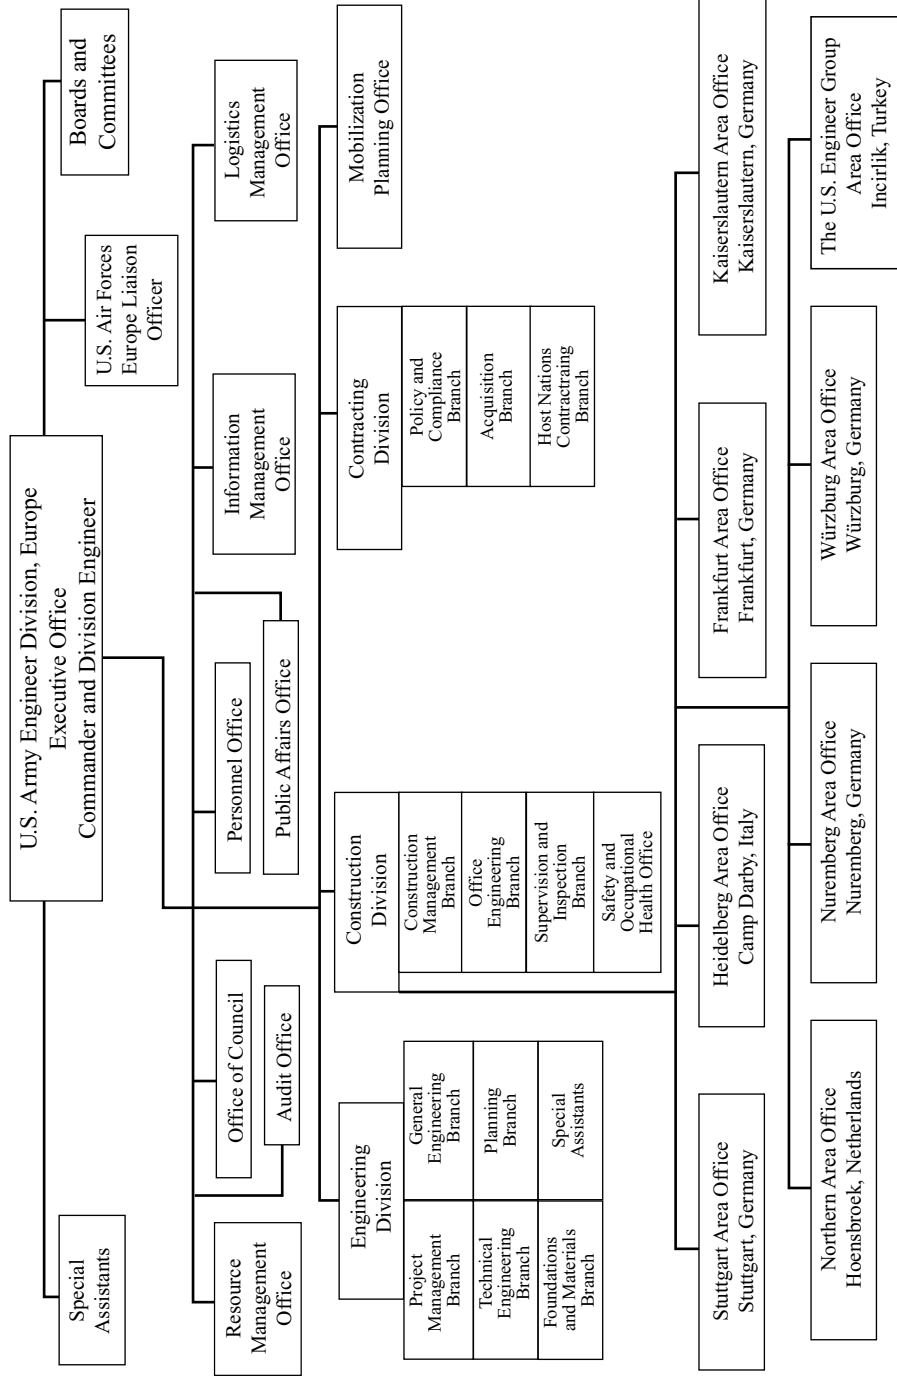 U.S. Army Engineer Division, Europe
Executive Office
Commander and Division Engineer
Special
Assistants
U.S. Air Forces
Europe Liaison
Officer
Boards and
Committees
Resource
Management
Office
Office of Council
Audit Office
Personnel Office
Public Affairs Office
Information
Management
Office
Logistics
Management
Office
Engineering
Division
Project
Management
Branch
General
Engineering
Branch
Technical
Engineering
Branch
Planning
Branch
Foundations
and Materials
Branch
Special
Assistants
Construction
Division
Construction
Management
Branch
Office
Engineering
Branch
Supervision and
Inspection
Branch
Safety and
Occupational
Health Office
Contracting
Division
Policy and
Compliance
Branch
Acquisition
Branch
Host Nations
Contractraing
Branch
Mobilization
Planning Office
Stuttgart Area Office
Stuttgart, Germany
Heidelberg Area Office
Camp Darby, Italy
Frankfurt Area Office
Frankfurt, Germany
Kaiserslautern Area Office
Kaiserslautern, Germany
Northern Area Office
Hoensbroek, Netherlands
Nuremberg Area Office
Nuremberg, Germany
Würzburg Area Office
Würzburg, Germany
The U.S. Engineer Group
Area Office
Incirlik, Turkey